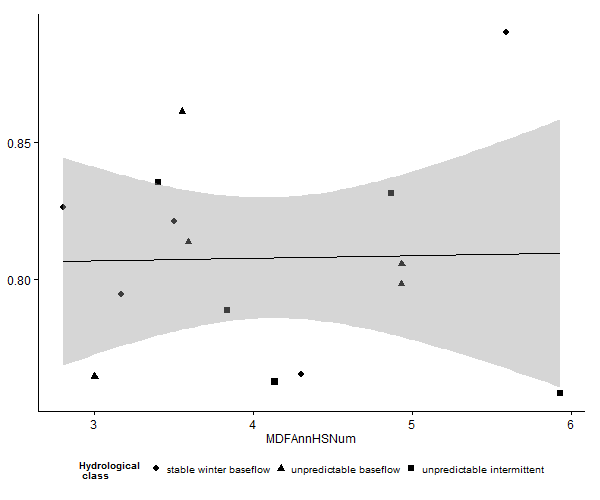 0.85
0.80
3 4 5 6
MDFAnnHSNum
Hydrological
class
stable winter baseflow unpredictable baseflow unpredictable intermittent